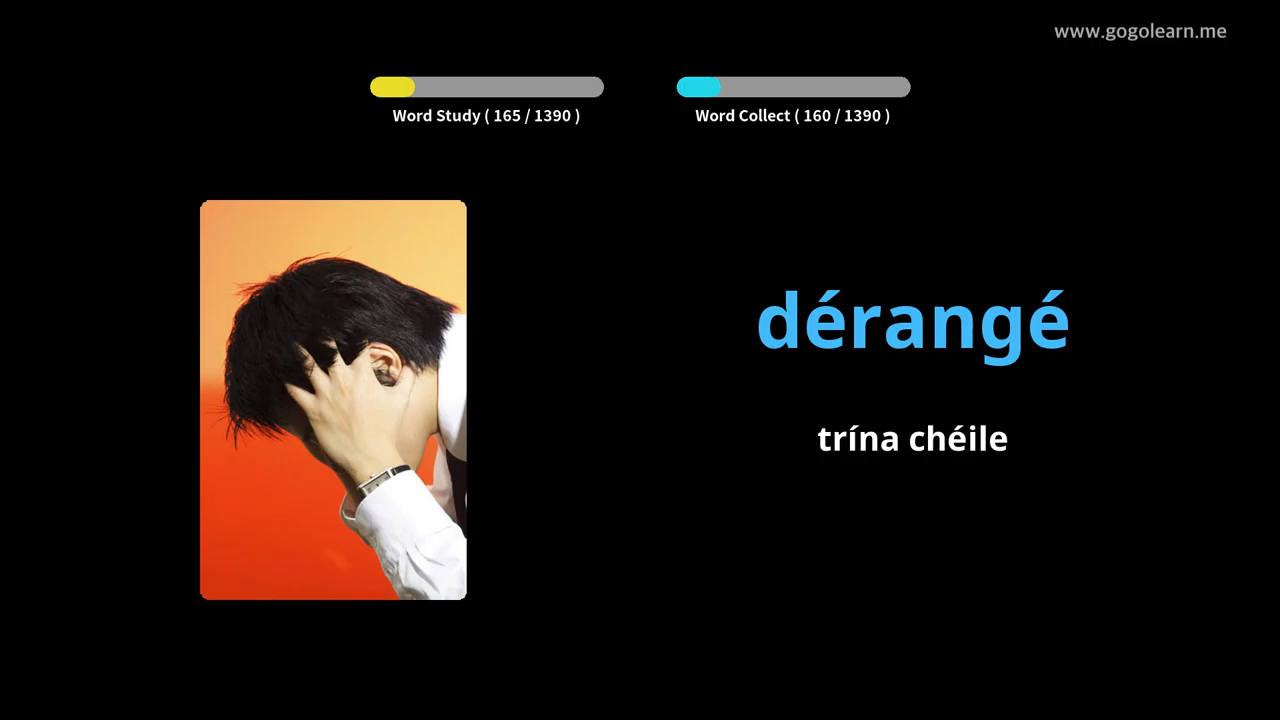 www.gogolearn.me
Word Study ( 165 / 1390 )
Word Collect ( 160 / 1390 )
dérangé
trína chéile